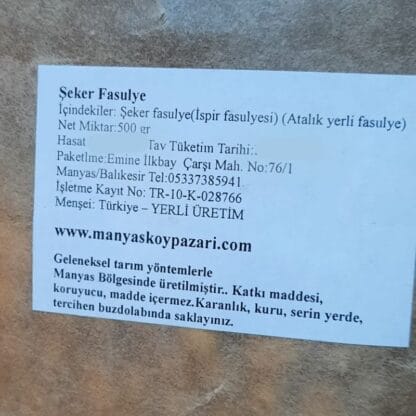 Şeker Fasulye
İçindekiler: Şeker fasulye(İspir fasulyesi) (Atalık yerli fasulye)
Net Miktar:500 gr
Hasat Tav Tüketim Tarihi:.
Paketlme:Emine İlkbay Çarşı Mah. No:76/1
Manyas/Balıkesir Tel:05337385941
İşletme Kayıt No: TR-10-K-028766
Menşei: Türkiye – YERLİ ÜRETİM
www.manyaskoypazari.com
Geleneksel tarım yöntemlerle
Manyas Bölgesinde üretilmiştir.. Katkı maddesi,
koruyucu, madde içermez.Karanlık, kuru, serin yerde,
tercihen buzdolabında saklayınız.